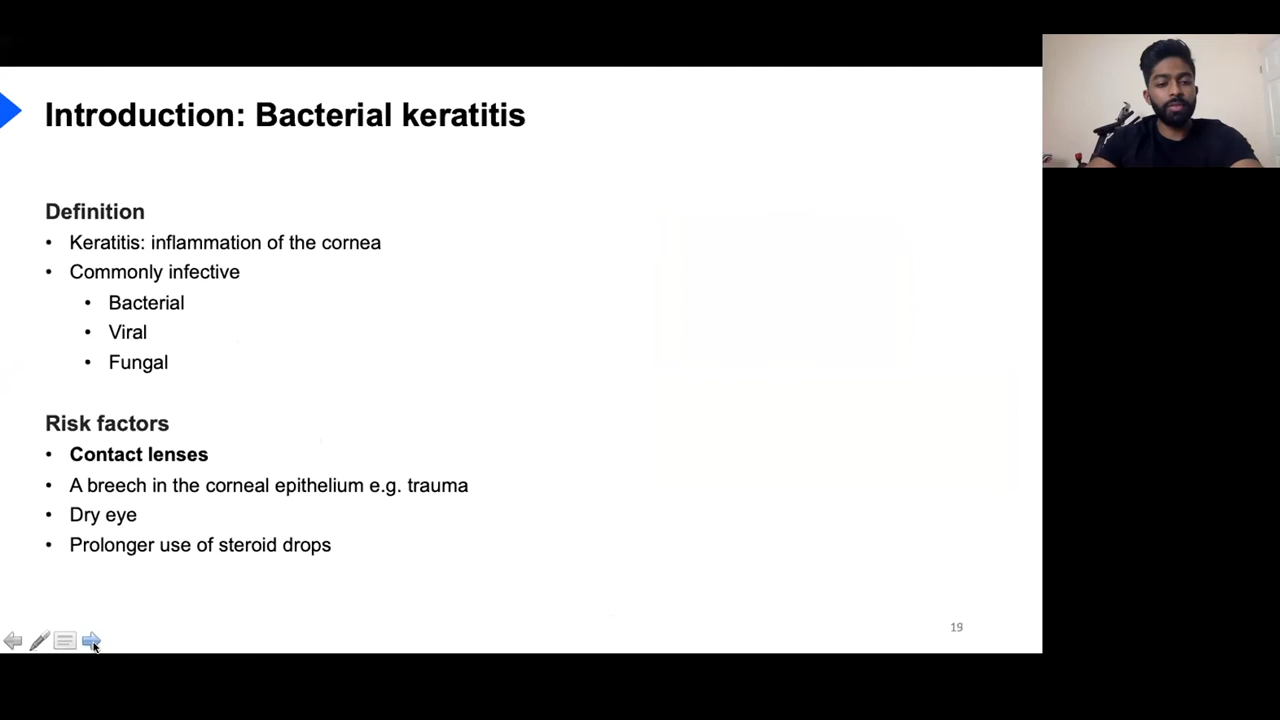 Introduction: Bacterial keratitis
Definition
• Keratitis: inflammation of the cornea
• Commonly infective
• Bacterial
• Viral
• Fungal
Risk factors
• Contact lenses
• A breech in the corneal epithelium e.g. trauma
• Dry eye
• Prolonger use of steroid drops
19